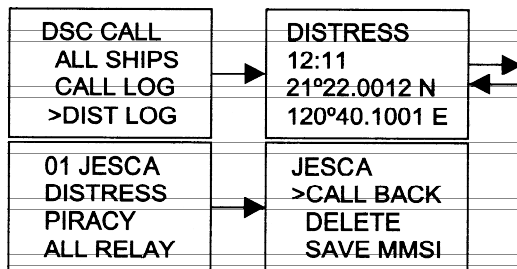 DSC CALL
ALL SHIPS
CALL LOG
>DIST LOG
DISTRESS
12:11
21º22.0012 N
120º40.1001 E
01 JESCA
DISTRESS
PIRACY
ALL RELAY
JESCA
>CALL BACK
DELETE
SAVE MMSI